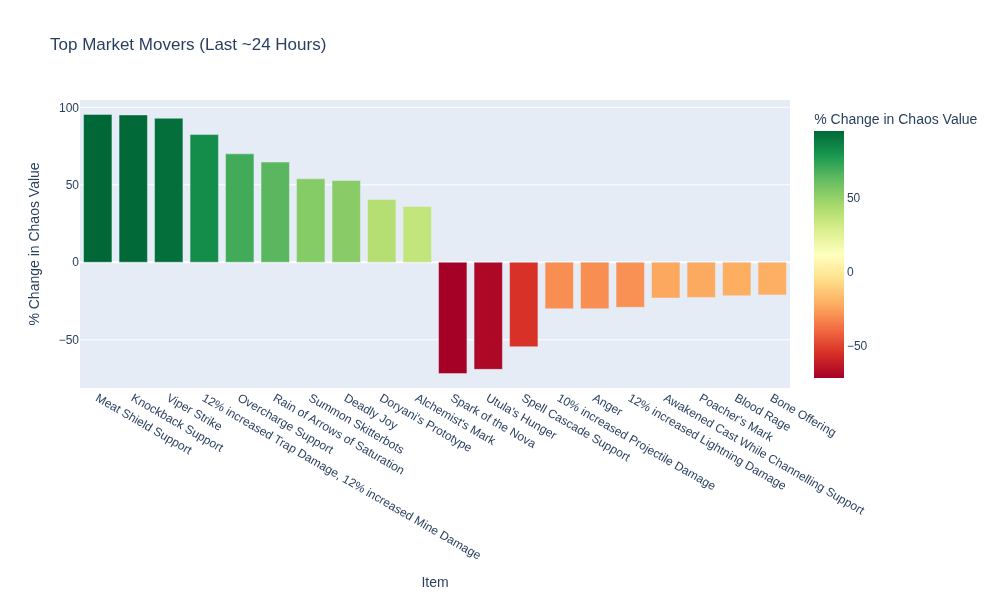 Top Market Movers (Last ~24 Hours)
% Change in Chaos Value
100
50
0
−50
Meat Shield Support
Knockback Support
Viper Strike
12% increased Trap Damage, 12% increased Mine Damage
Overcharge Support
Rain of Arrows of Saturation
Summon Skitterbots
Deadly Joy
Doryani's Prototype
Alchemist's Mark
Spark of the Nova
Utula's Hunger
Spell Cascade Support
10% increased Projectile Damage
Anger
12% increased Lightning Damage
Awakened Cast While Channelling Support
Poacher's Mark
Blood Rage
Bone Offering
Item
% Change in Chaos Value
50
0
−50